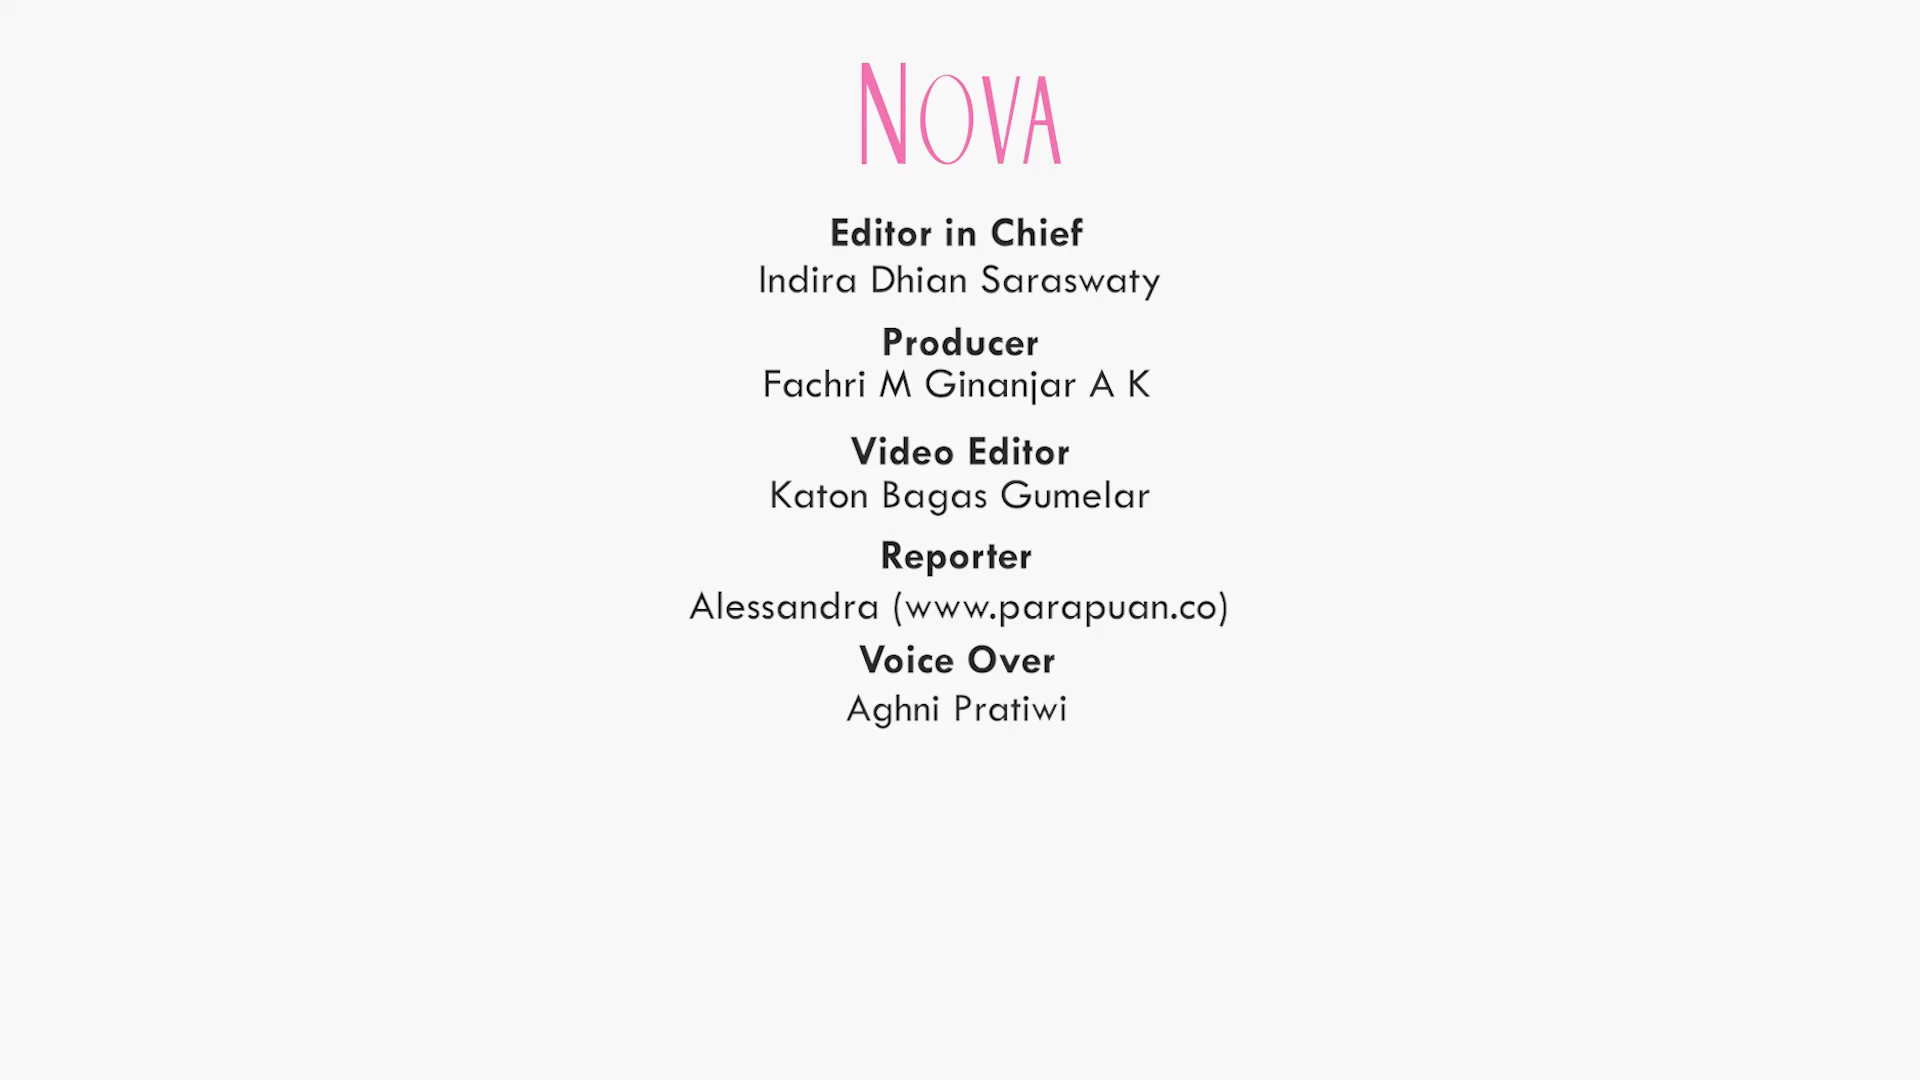 NOVA
Editor in Chief
Indira Dhian Saraswaty
Producer
Fachri M Ginanjar A K
Video Editor
Katon Bagas Gumelar
Reporter
Alessandra (www.parapuan.co)
Voice Over
Aghni Pratiwi